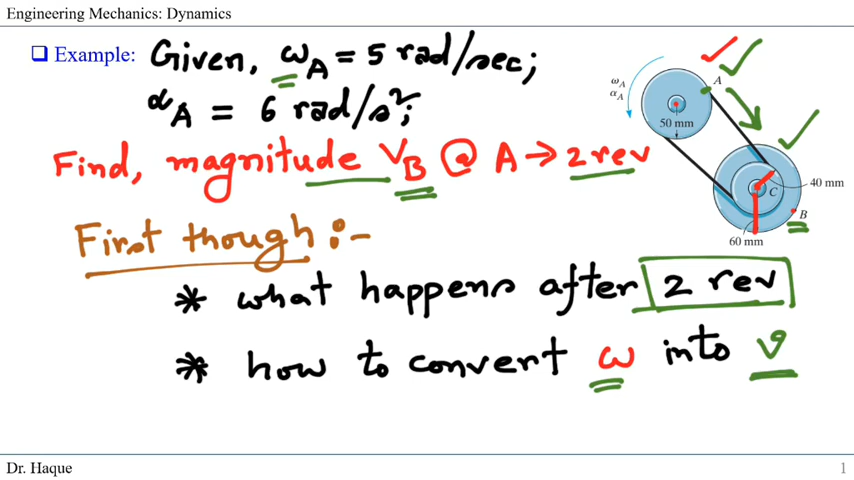 Engineering Mechanics: Dynamics
Example: Given, ωA = 5 rad/sec;
αA = 6 rad/s²;
Find, magnitude VB @ A → 2 rev
First though :-
* what happens after 2 rev
* how to convert ω into v
ωA
αA
A
50 mm
40 mm
C
B
60 mm
Dr. Haque
1